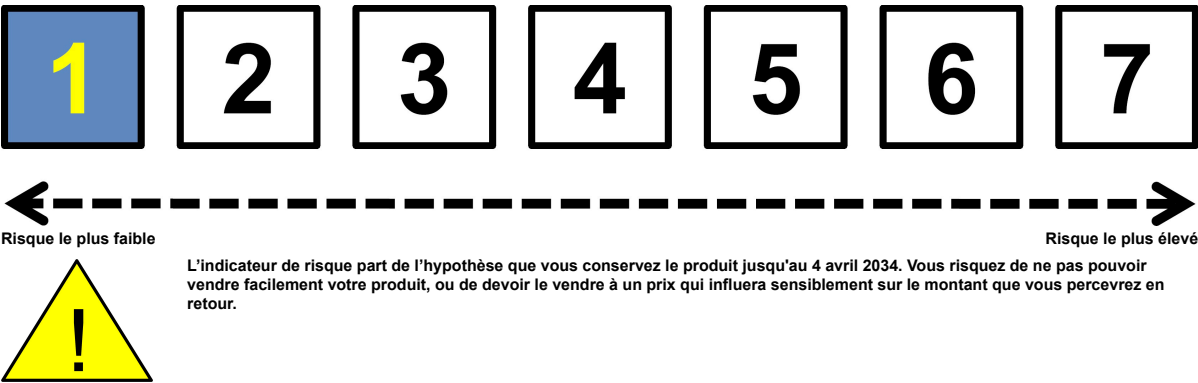 1 2 3 4 5 6 7
Risque le plus faible Risque le plus élevé
L’indicateur de risque part de l’hypothèse que vous conservez le produit jusqu'au 4 avril 2034. Vous risquez de ne pas pouvoir
vendre facilement votre produit, ou de devoir le vendre à un prix qui influera sensiblement sur le montant que vous percevrez en
retour.
!